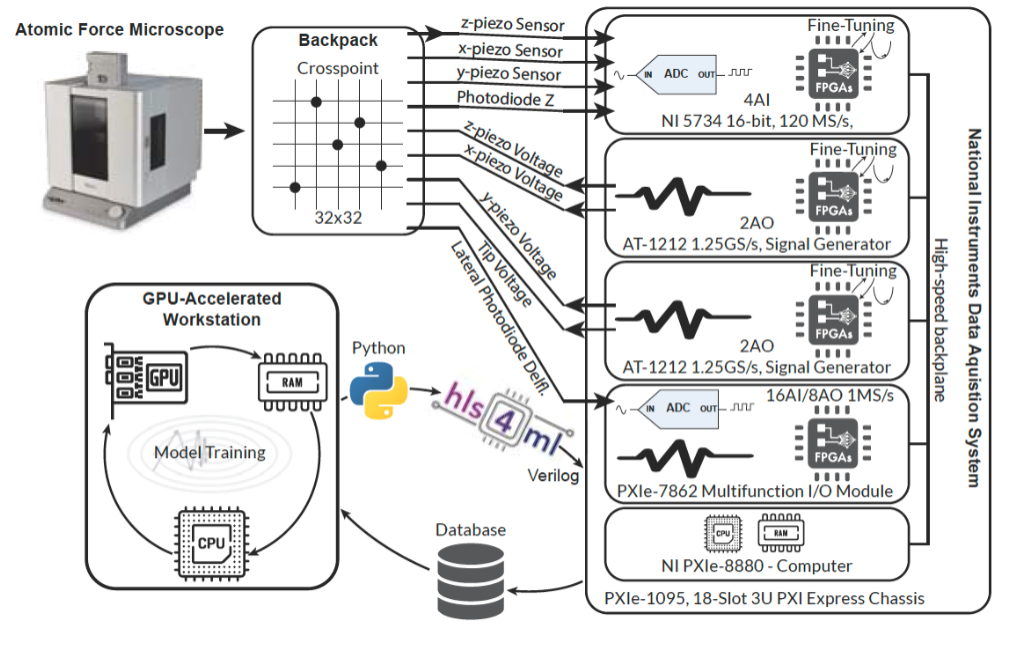 Atomic Force Microscope
Backpack
Crosspoint
32x32
z-piezo Sensor
x-piezo Sensor
y-piezo Sensor
Photodiode Z
z-piezo Voltage
x-piezo Voltage
y-piezo Voltage
Tip Voltage
Lateral Photodiode Delfl.
Fine-Tuning
IN ADC OUT
FPGAs
4AI
NI 5734 16-bit, 120 MS/s,
Fine-Tuning
FPGAs
2AO
AT-1212 1.25GS/s, Signal Generator
Fine-Tuning
FPGAs
2AO
AT-1212 1.25GS/s, Signal Generator
16AI/8AO 1MS/s
IN ADC OUT
FPGAs
PXIe-7862 Multifunction I/O Module
CPU
RAM
NI PXIe-8880 - Computer
PXIe-1095, 18-Slot 3U PXI Express Chassis
High-speed backplane
National Instruments Data Aquistion System
GPU-Accelerated
Workstation
GPU
RAM
Model Training
CPU
Python
hls4ml
Verilog
Database